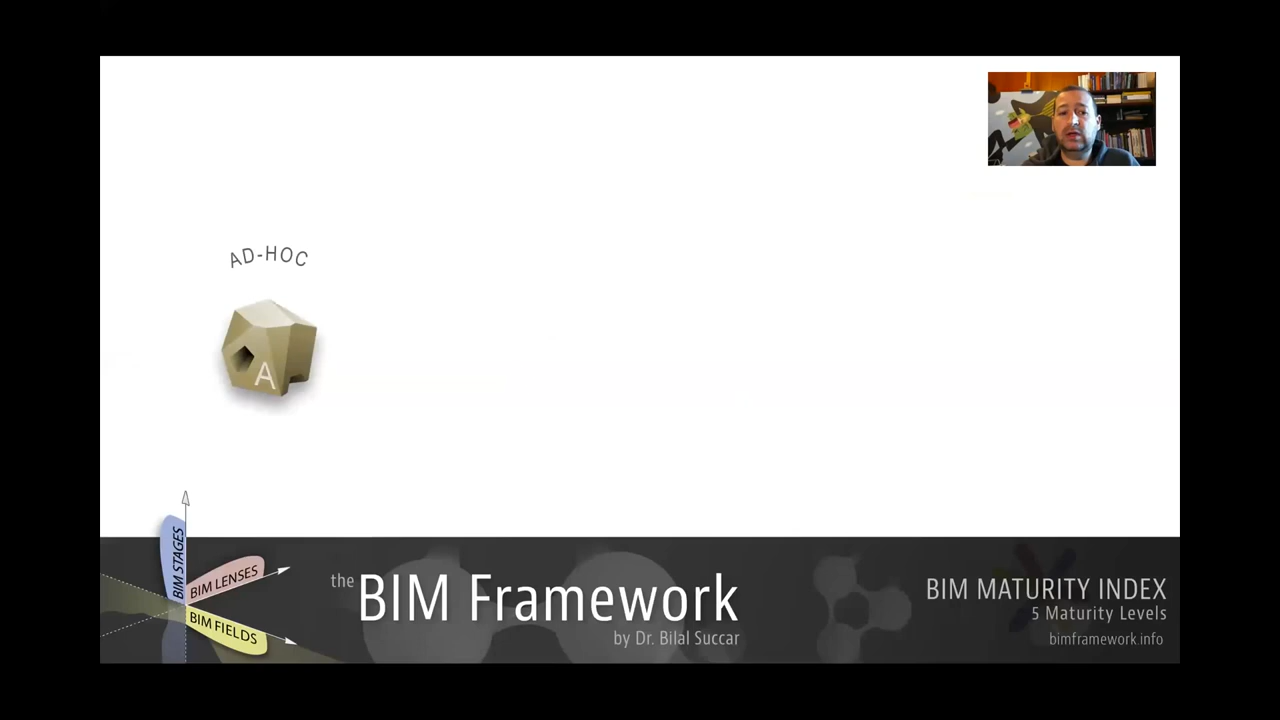 AD-HOC
A
BIM STAGES
BIM LENSES
BIM FIELDS
the BIM Framework
by Dr. Bilal Succar
BIM MATURITY INDEX
5 Maturity Levels
bimframework.info